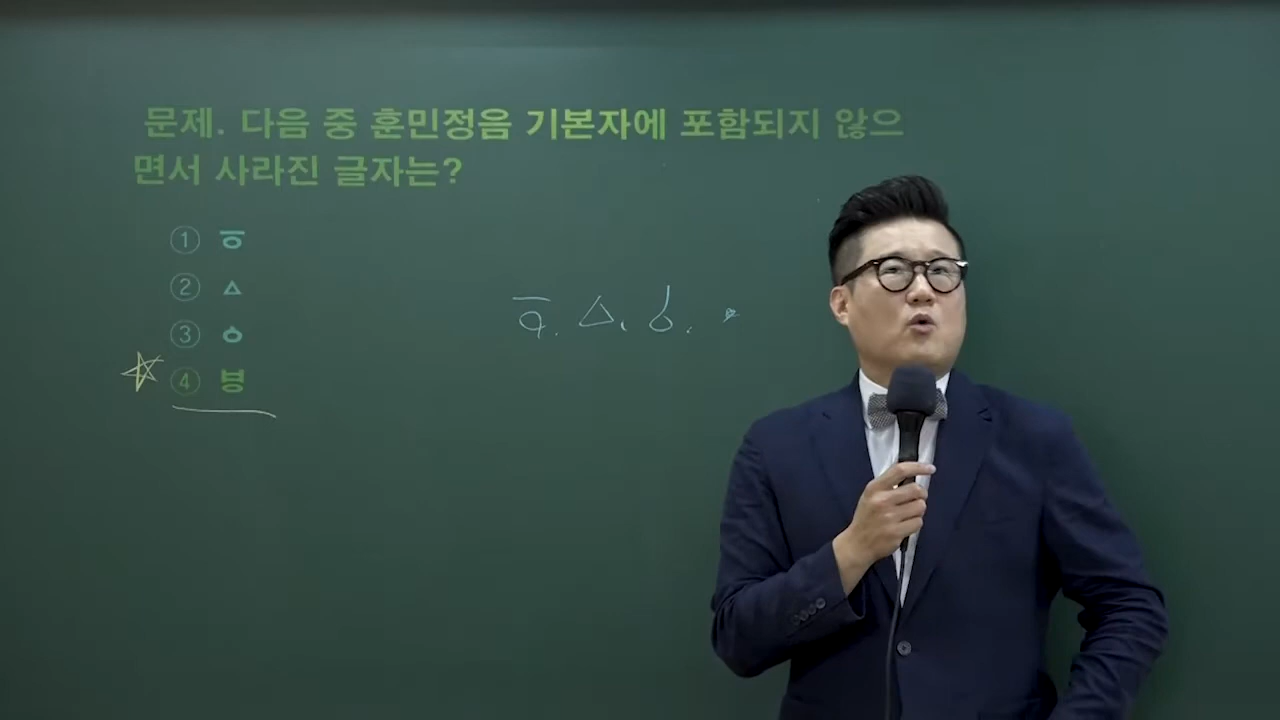 문제. 다음 중 훈민정음 기본자에 포함되지 않으
면서 사라진 글자는?
① ㆆ
② ㅿ
③ ㆁ
④ ㅸ
ㆆ. ㅿ, ㆁ. *